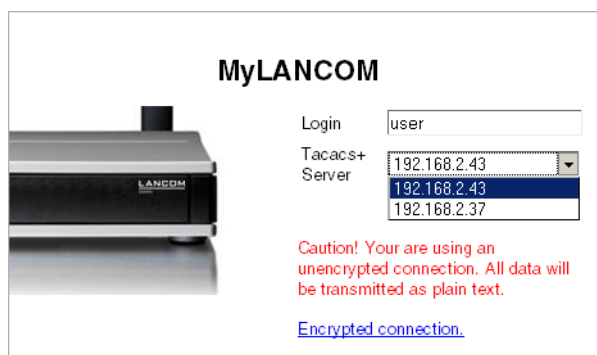 MyLANCOM
Login
user
Tacacs+
Server
192.168.2.43
192.168.2.43
192.168.2.37
LANCOM
Caution! Your are using an
unencrypted connection. All data will
be transmitted as plain text.
Encrypted connection.